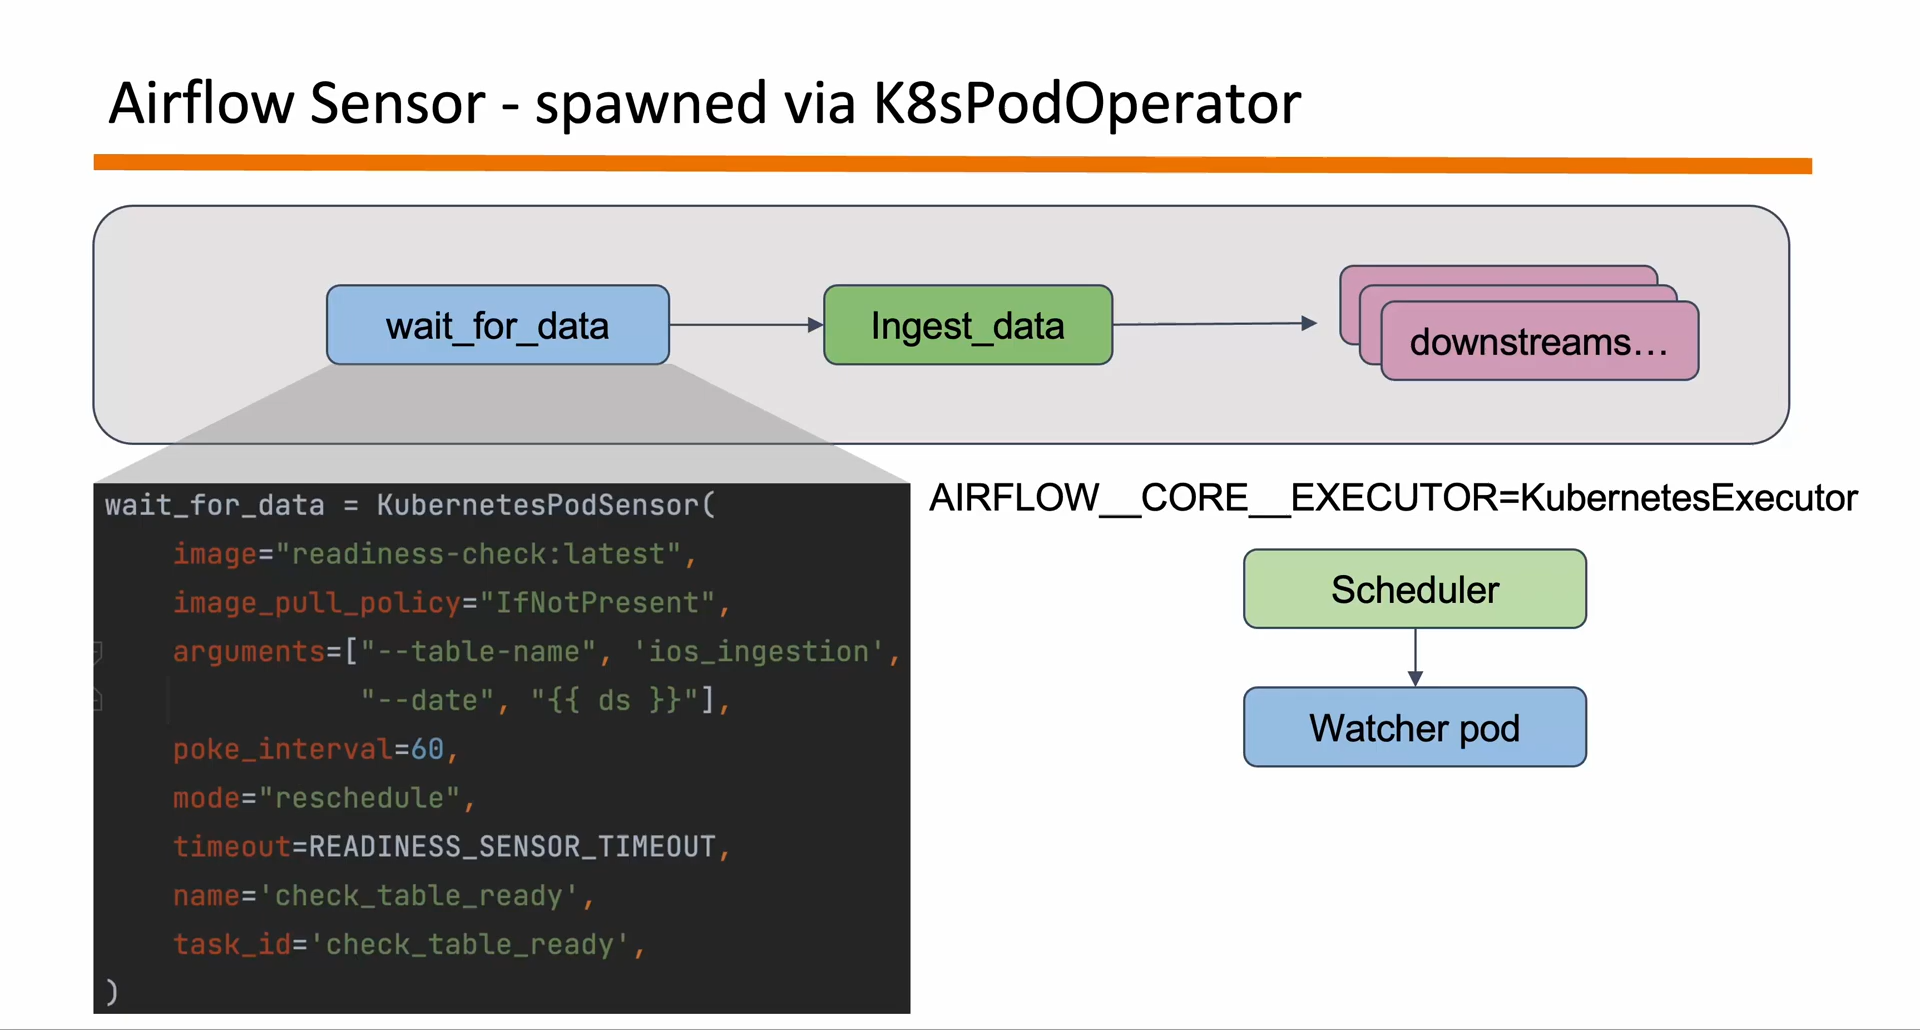 Airflow Sensor - spawned via K8sPodOperator
wait_for_data
Ingest_data
downstreams...
wait_for_data = KubernetesPodSensor(
image="readiness-check:latest",
image_pull_policy="IfNotPresent",
arguments=["--table-name", 'ios_ingestion',
"--date", "{{ ds }}"],
poke_interval=60,
mode="reschedule",
timeout=READINESS_SENSOR_TIMEOUT,
name='check_table_ready',
task_id='check_table_ready',
)
AIRFLOW__CORE__EXECUTOR=KubernetesExecutor
Scheduler
Watcher pod